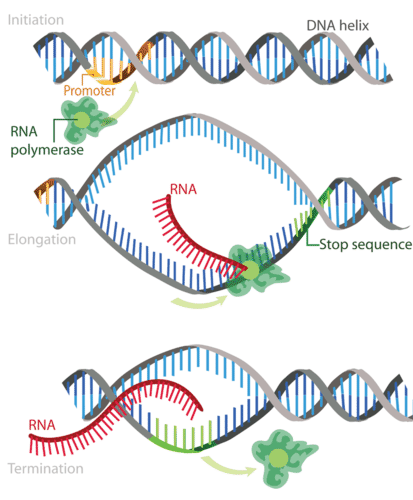 Initiation
DNA helix
Promoter
RNA
polymerase
RNA
Elongation
Stop sequence
RNA
Termination